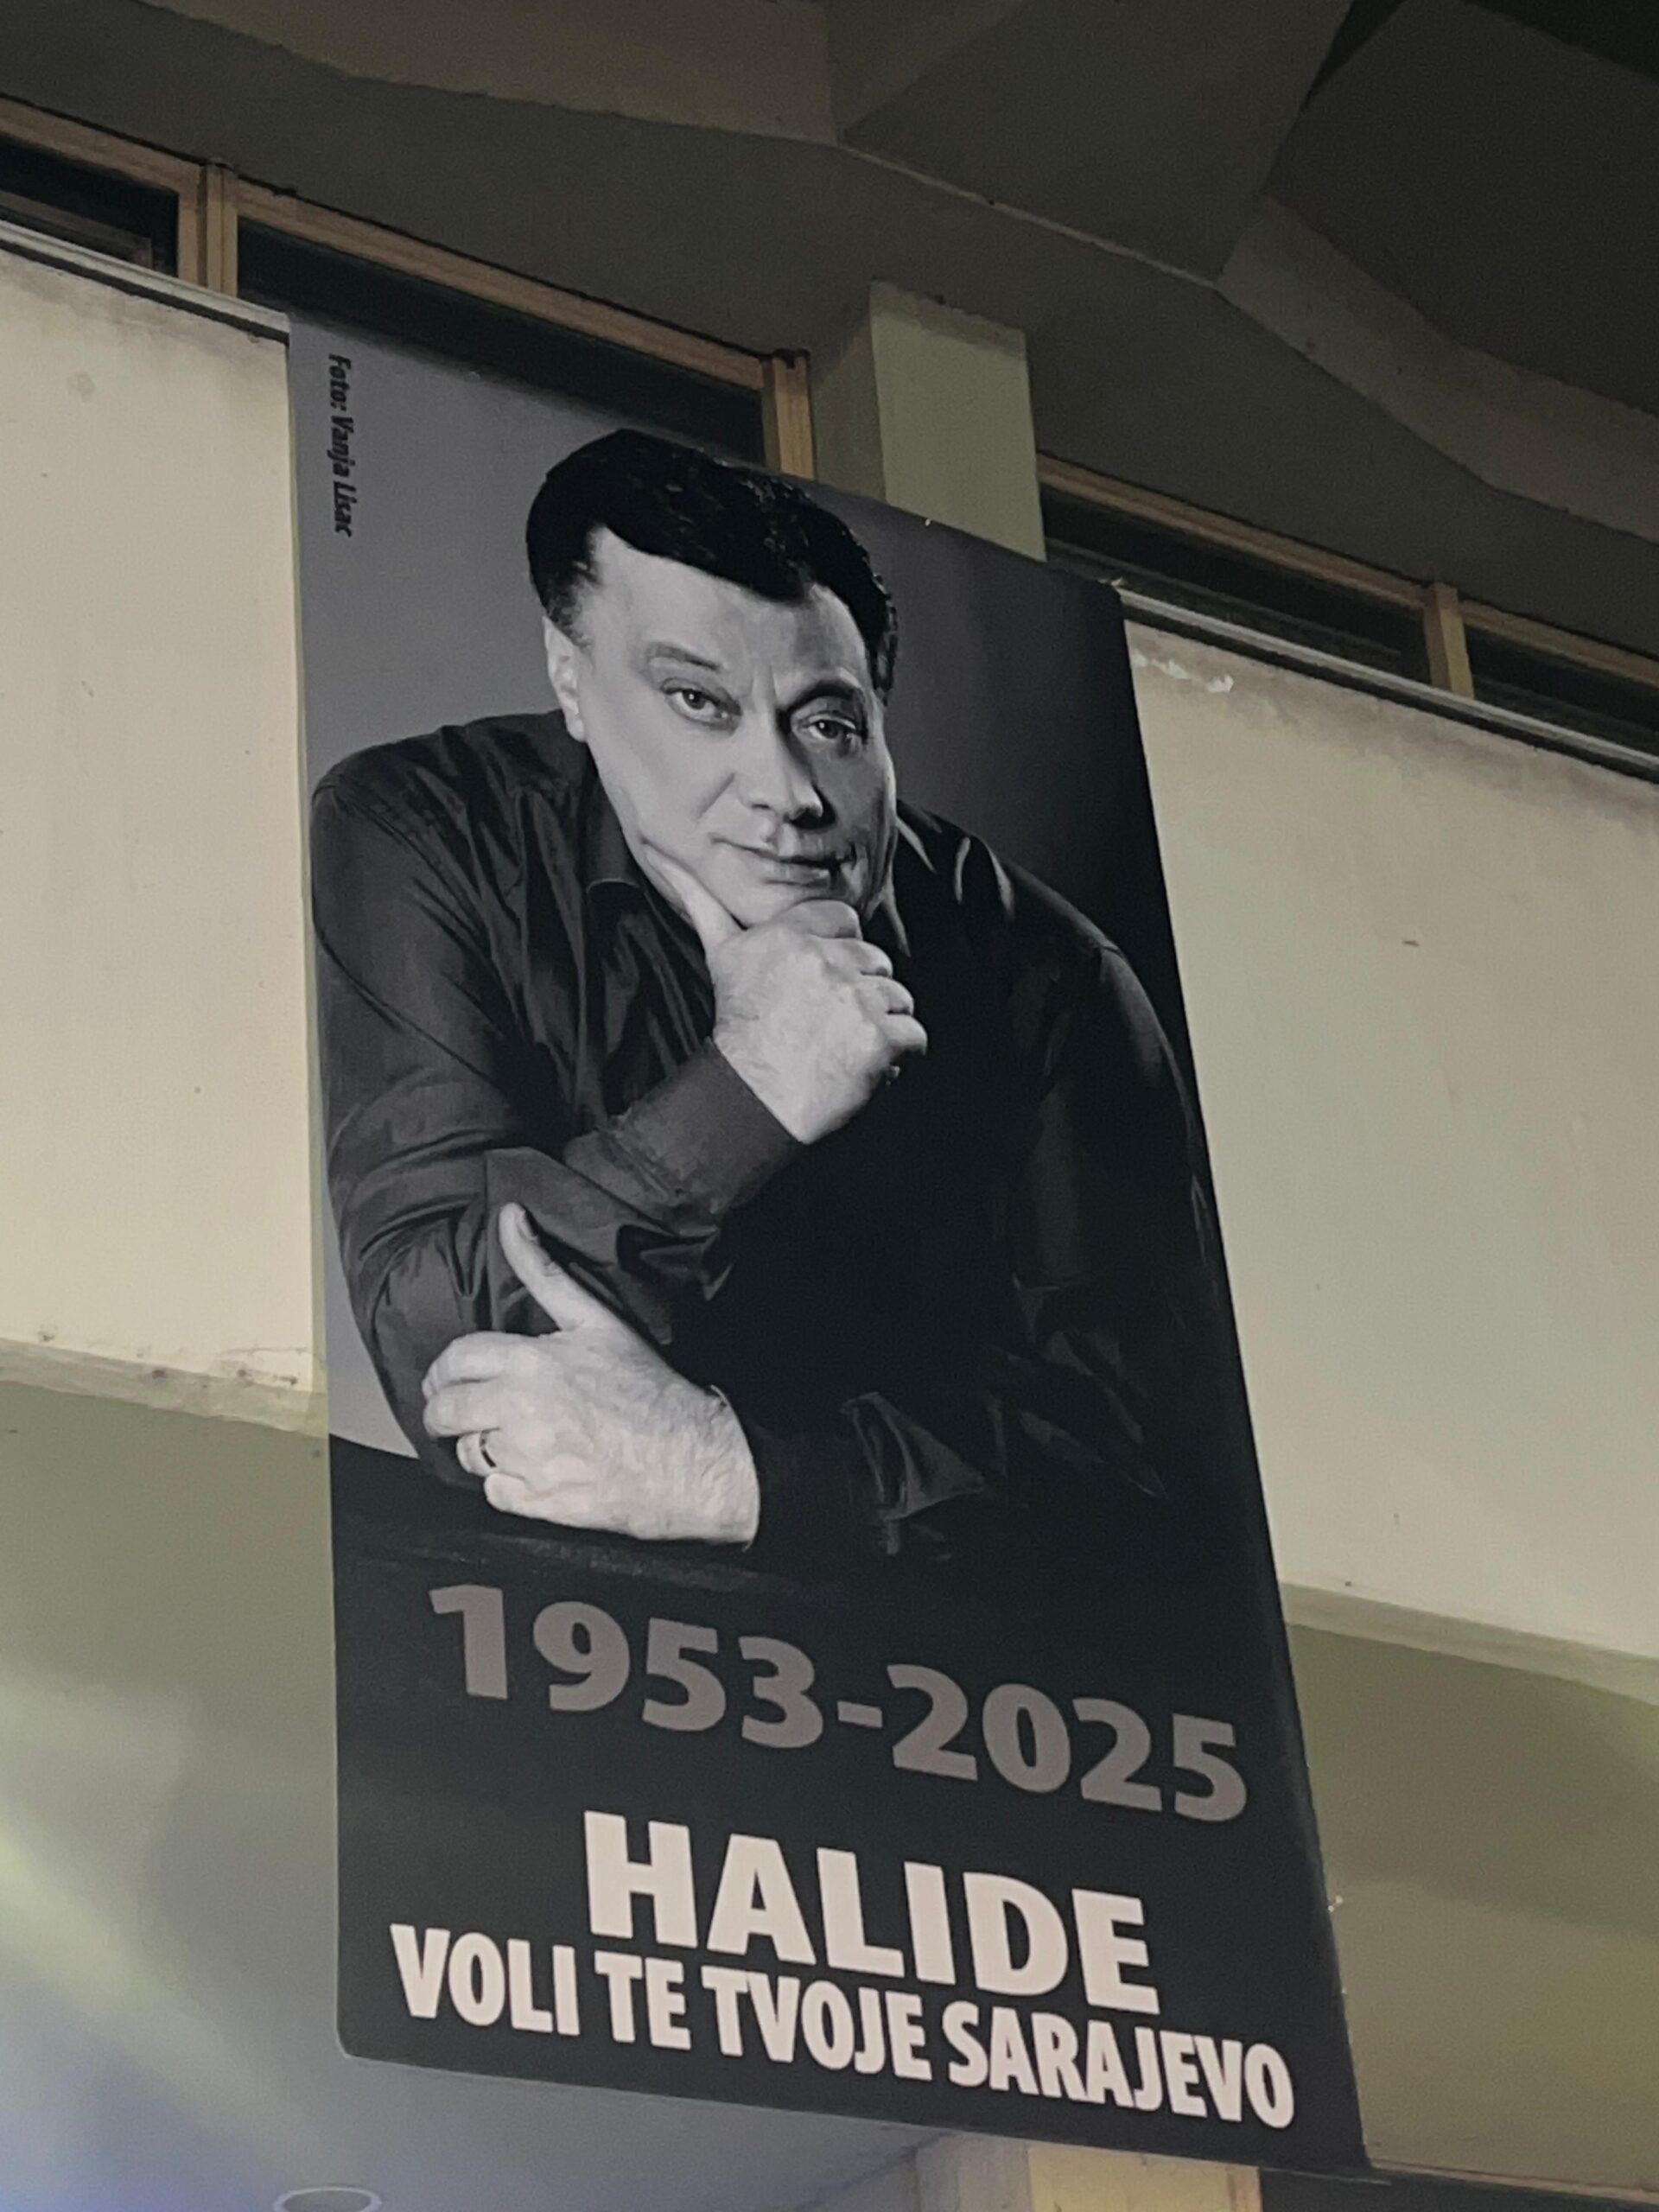 Foto: Vanja Lisac
1953-2025
HALIDE
VOLI TE TVOJE SARAJEVO